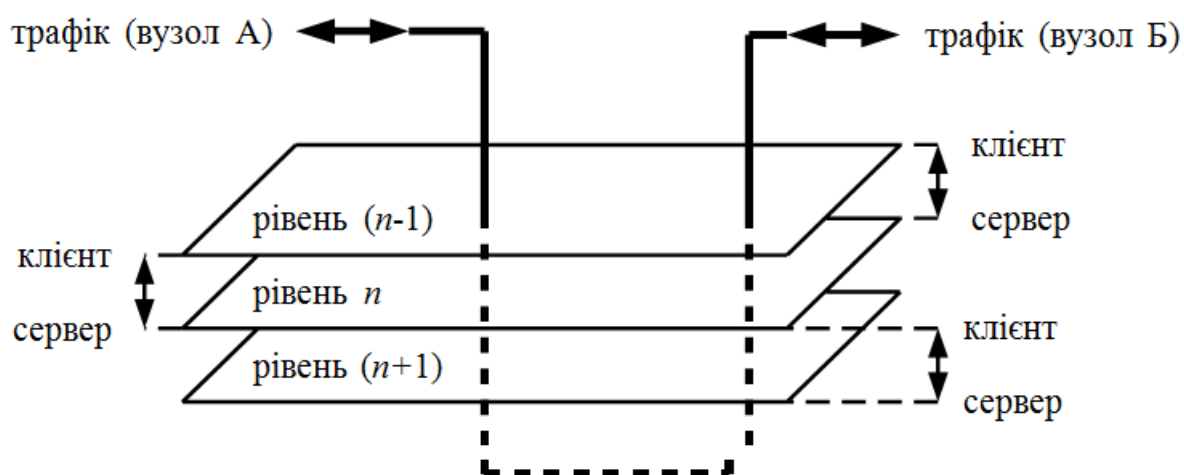 трафік (вузол А)
трафік (вузол Б)
клієнт
сервер
рівень (n-1)
клієнт
сервер
рівень n
клієнт
сервер
рівень (n+1)